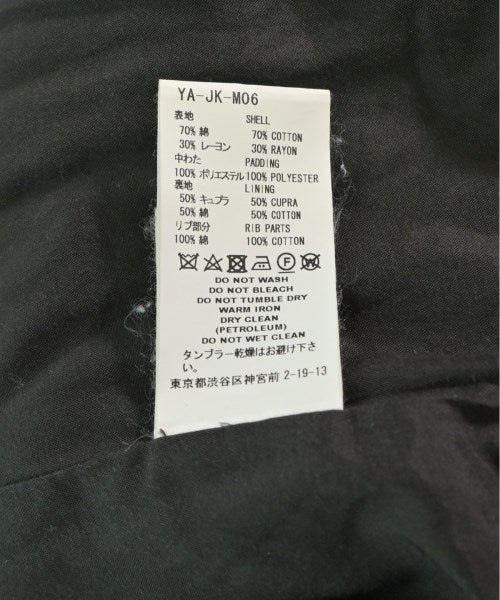 YA-JK-M06
表地 SHELL
70% 綿 70% COTTON
30% レーヨン 30% RAYON
中わた PADDING
100% ポリエステル 100% POLYESTER
裏地 LINING
50% キュプラ 50% CUPRA
50% 綿 50% COTTON
リブ部分 RIB PARTS
100% 綿 100% COTTON
DO NOT WASH
DO NOT BLEACH
DO NOT TUMBLE DRY
WARM IRON
DRY CLEAN
(PETROLEUM)
DO NOT WET CLEAN
タンブラー乾燥はお避け下さ
い。
東京都渋谷区神宮前 2-19-13